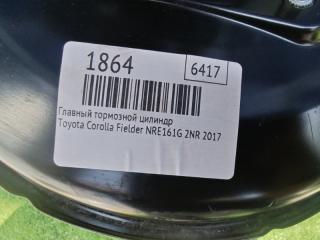 1864
6417
Главный тормозной цилиндр
Toyota Corolla Fielder NRE161G 2NR 2017